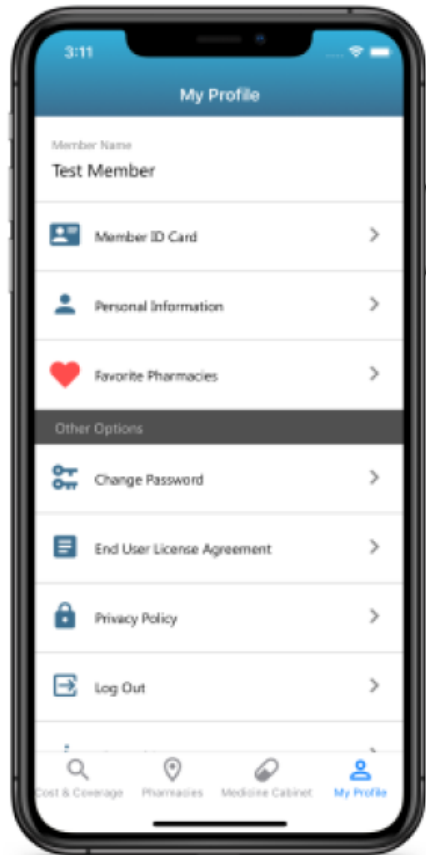 3:11
My Profile
Member Name
Test Member
Member ID Card
Personal Information
Favorite Pharmacies
Other Options
Change Password
End User License Agreement
Privacy Policy
Log Out
Cost & Coverage
Pharmacies
Medicine Cabinet
My Profile